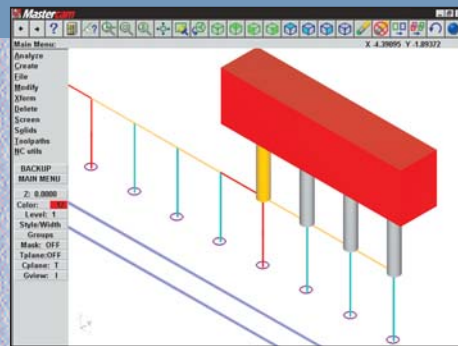 Mastercam
Main Menu: X -4.39895 Y -1.89372
Analyze
Create
File
Modify
Xform
Delete
Screen
Solids
Toolpaths
NC utils
BACKUP
MAIN MENU
Z: 0.0000
Color: 12
Level: 1
Style/Width
Groups
Mask: OFF
Tplane:OFF
Cplane: T
Gview: I